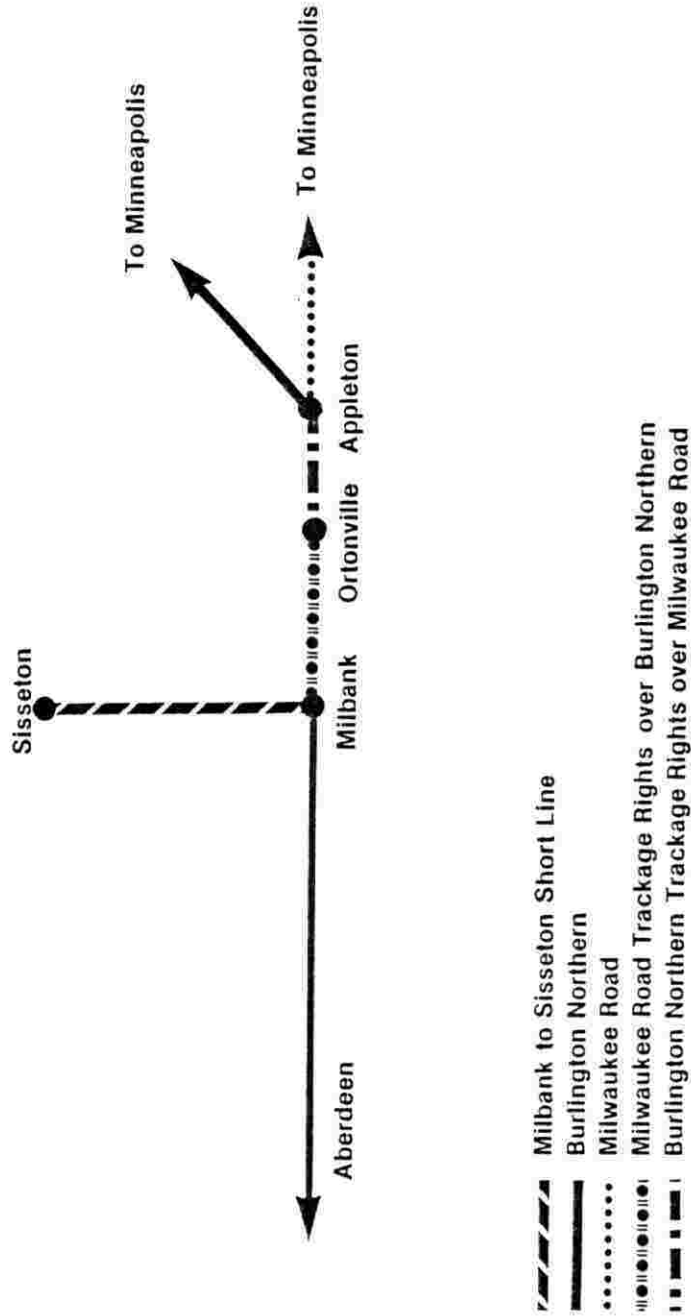 To Minneapolis
To Minneapolis
Sisseton
Milbank
Ortonville
Appleton
Aberdeen
Milbank to Sisseton Short Line
Burlington Northern
Milwaukee Road
Milwaukee Road Trackage Rights over Burlington Northern
Burlington Northern Trackage Rights over Milwaukee Road